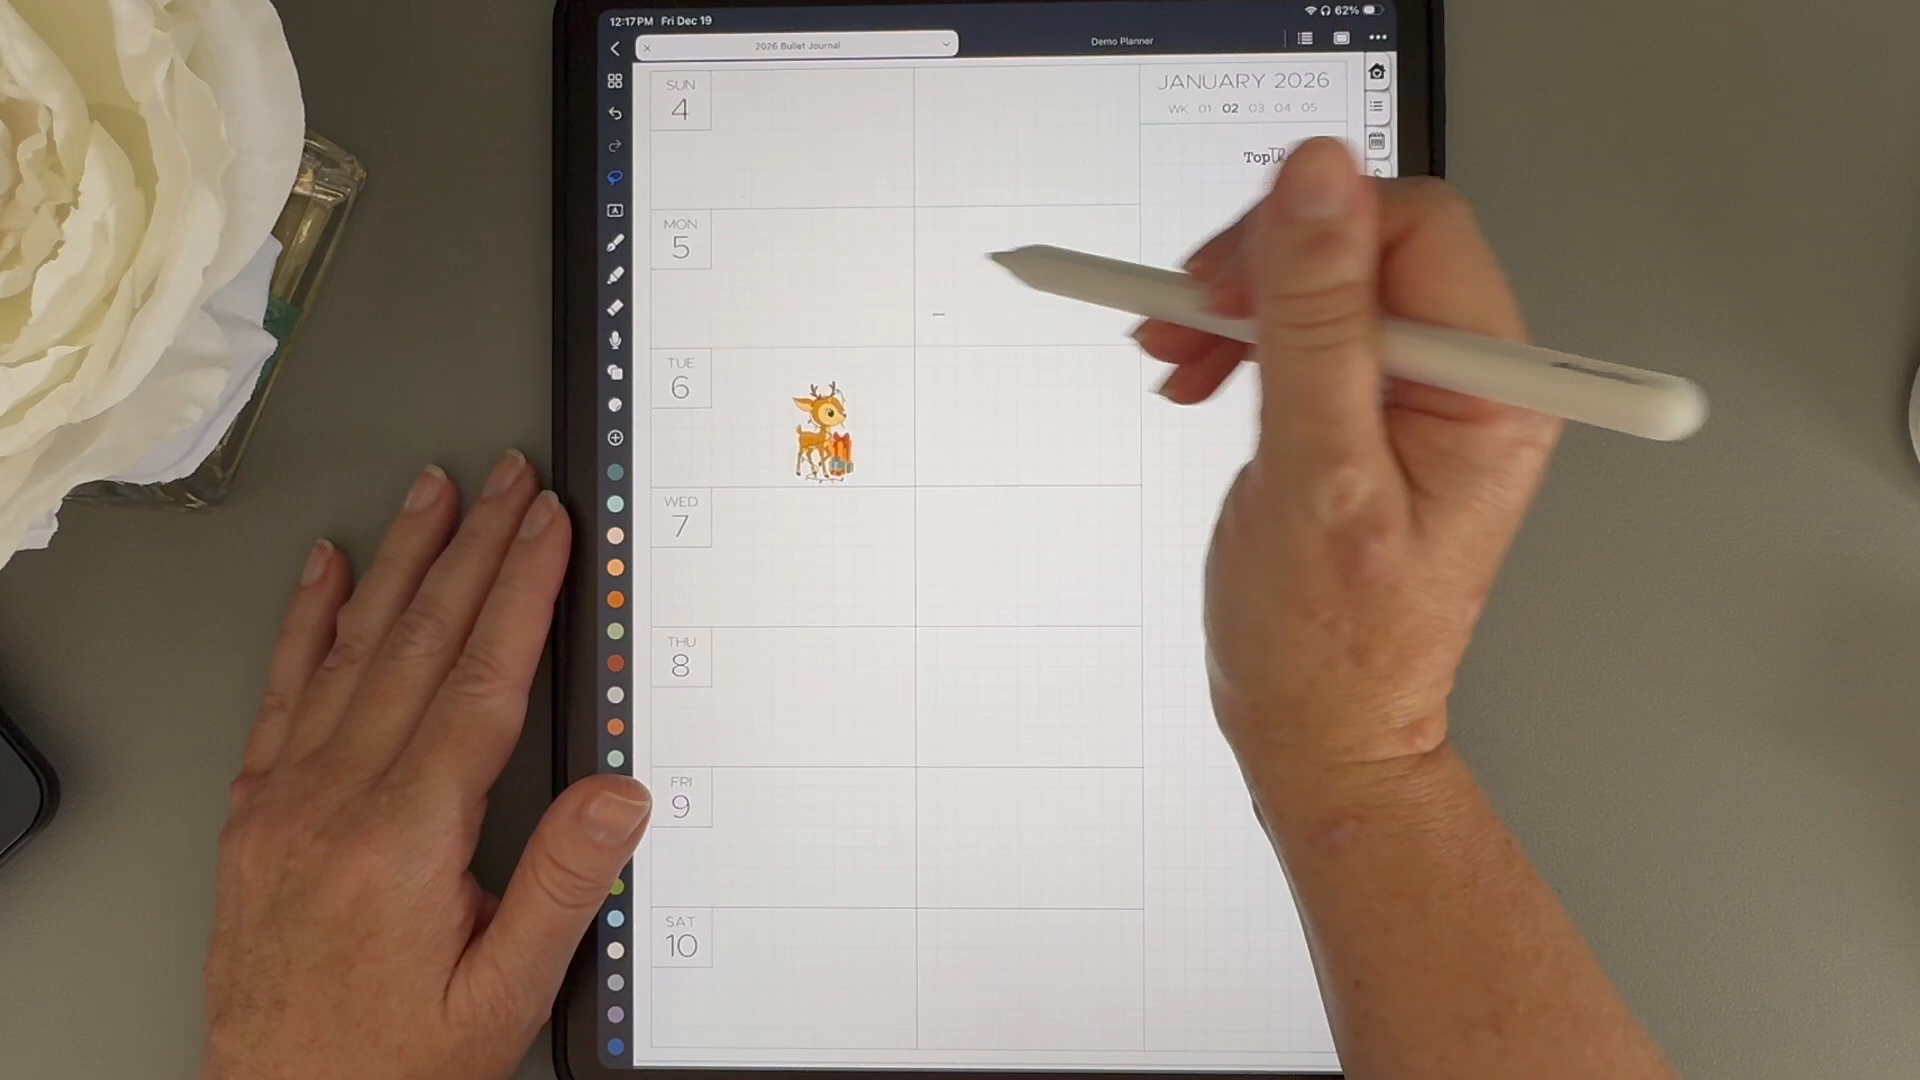 12:17 PM Fri Dec 19
62%
2026 Bullet Journal
Demo Planner
SUN
4
JANUARY 2026
WK 01 02 03 04 05
Top
MON
5
TUE
6
WED
7
THU
8
FRI
9
SAT
10